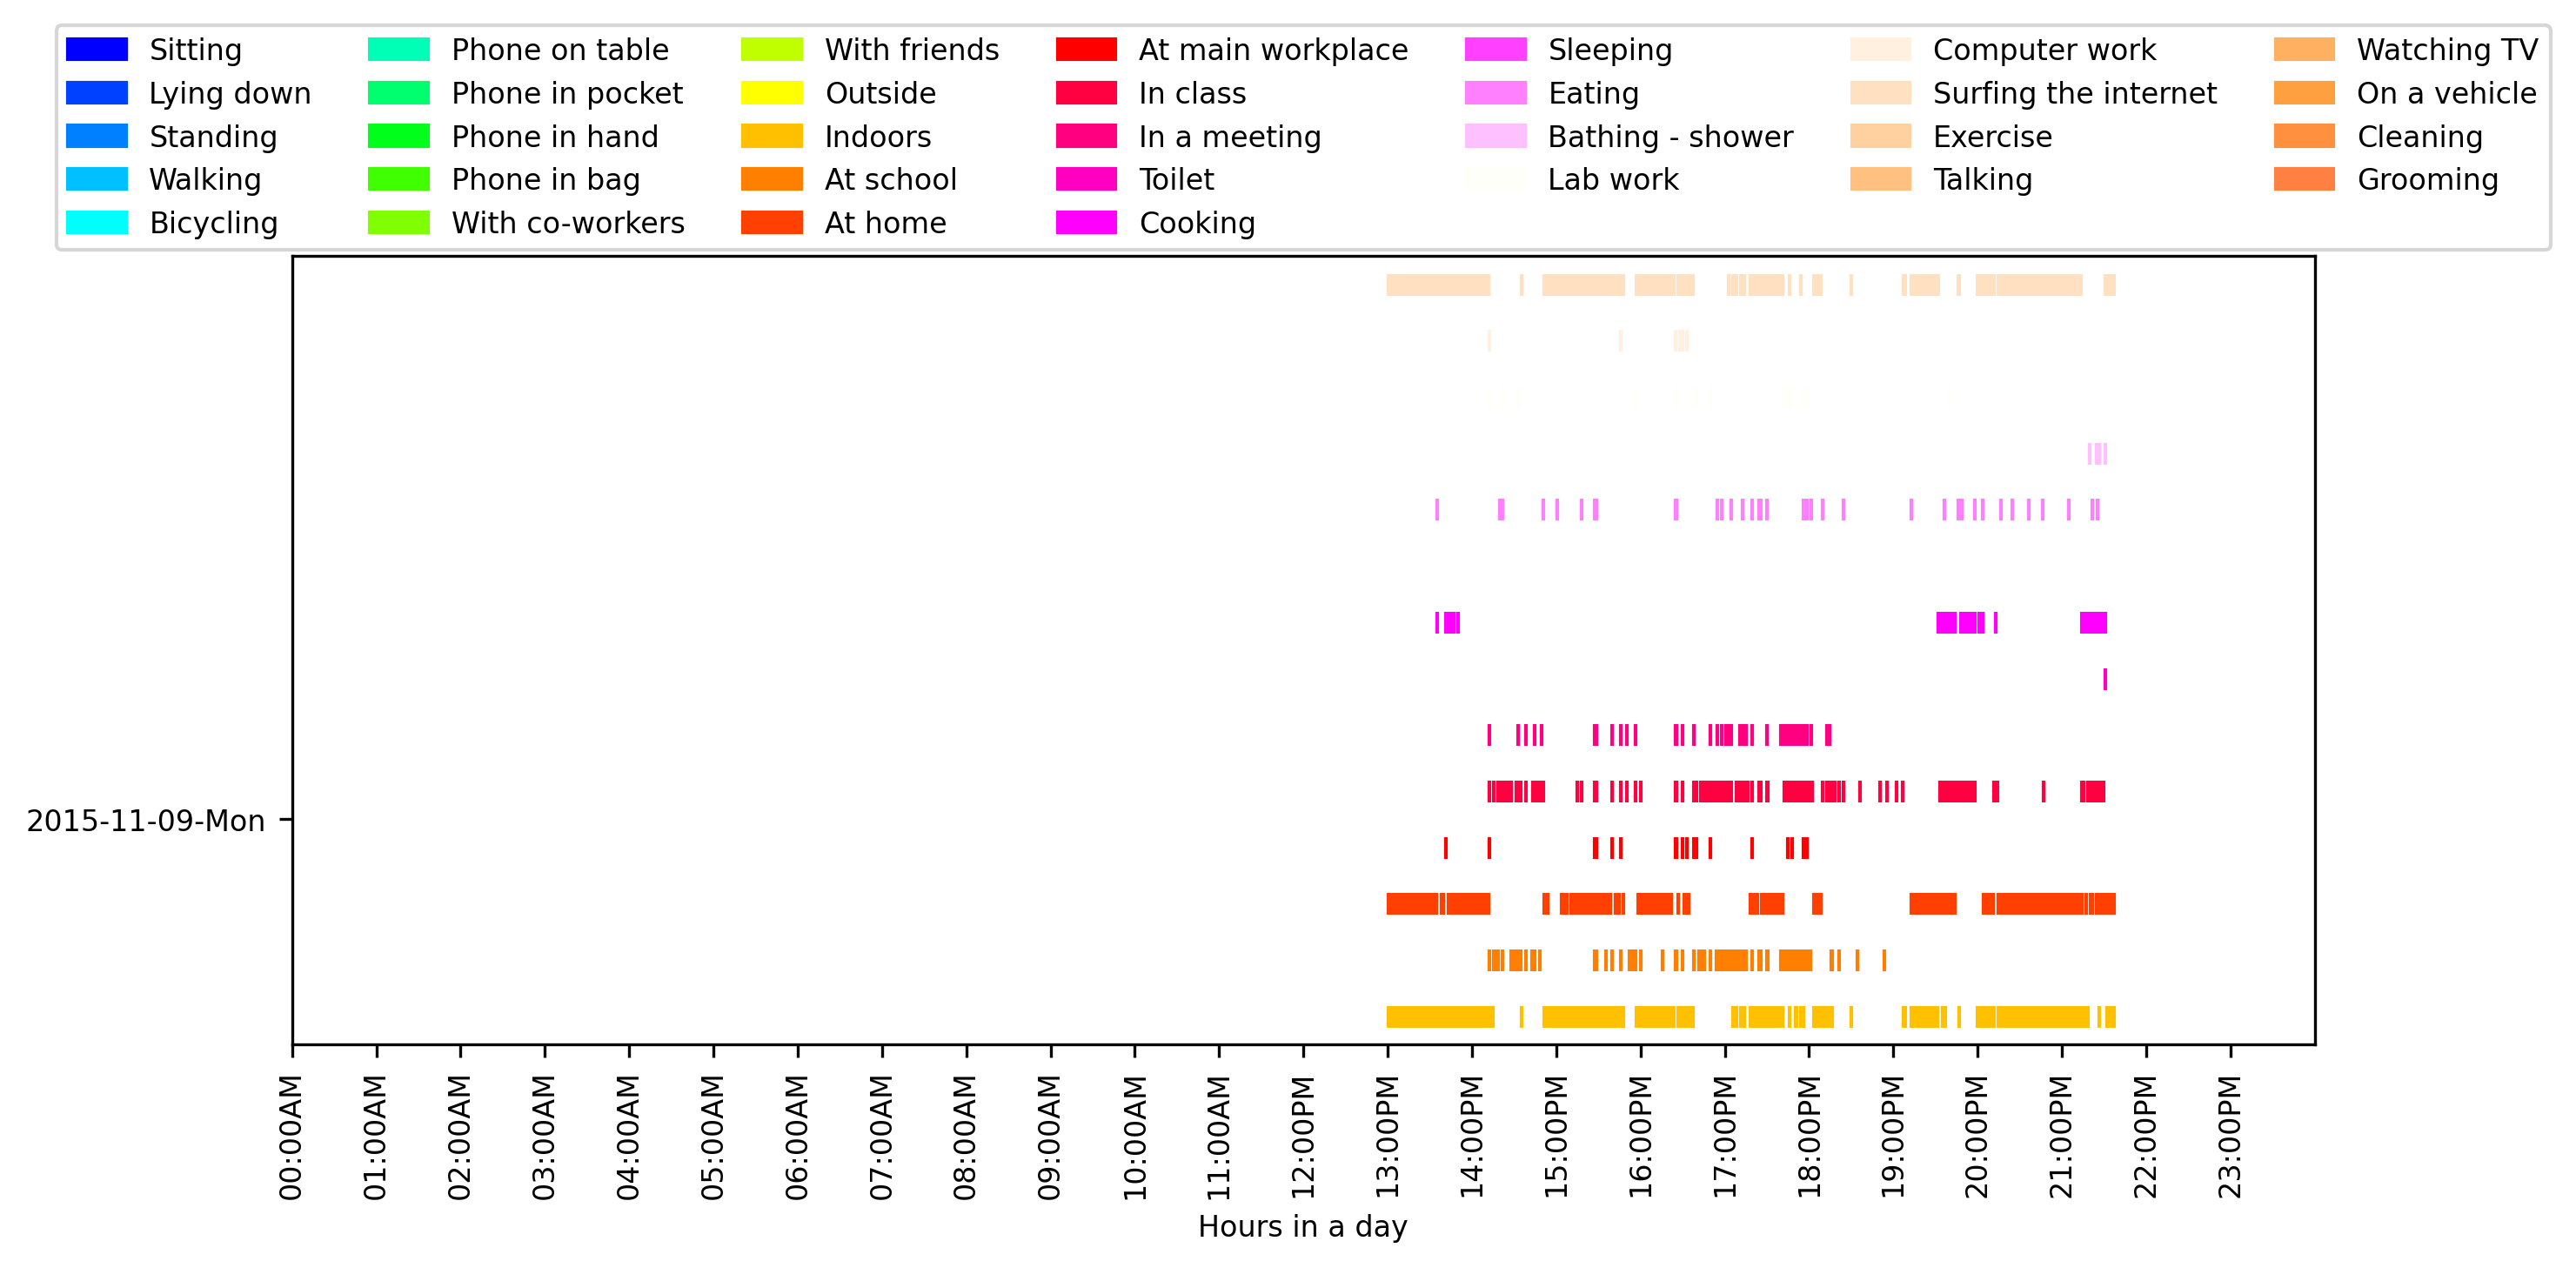 Sitting
Lying down
Standing
Walking
Bicycling
Phone on table
Phone in pocket
Phone in hand
Phone in bag
With co-workers
With friends
Outside
Indoors
At school
At home
At main workplace
In class
In a meeting
Toilet
Cooking
Sleeping
Eating
Bathing - shower
Lab work
Computer work
Surfing the internet
Exercise
Talking
Watching TV
On a vehicle
Cleaning
Grooming
2015-11-09-Mon
00:00AM
01:00AM
02:00AM
03:00AM
04:00AM
05:00AM
06:00AM
07:00AM
08:00AM
09:00AM
10:00AM
11:00AM
12:00PM
13:00PM
14:00PM
15:00PM
16:00PM
17:00PM
18:00PM
19:00PM
20:00PM
21:00PM
22:00PM
23:00PM
Hours in a day